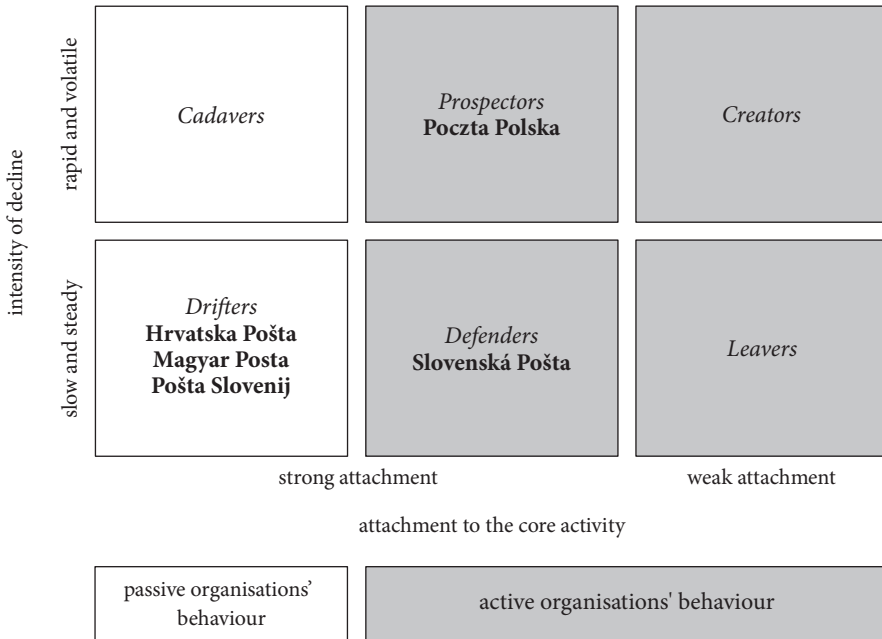 intensity of decline
rapid and volatile
Cadavers
Prospectors
Poczta Polska
Creators
slow and steady
Drifters
Hrvatska Pošta
Magyar Posta
Pošta Slovenij
Defenders
Slovenská Pošta
Leavers
strong attachment
weak attachment
attachment to the core activity
passive organisations’
behaviour
active organisations' behaviour